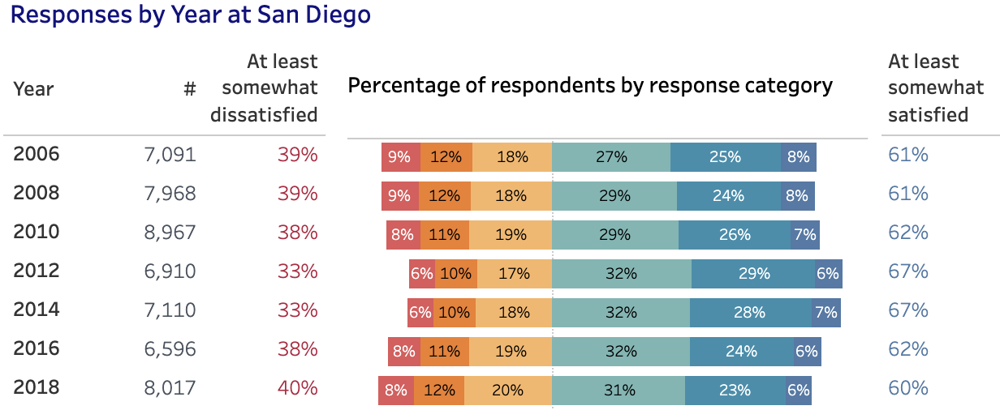 Responses by Year at San Diego
Year
#
At least
somewhat
dissatisfied
Percentage of respondents by response category
At least
somewhat
satisfied
2006 7,091 39% 9% 12% 18% 27% 25% 8% 61%
2008 7,968 39% 9% 12% 18% 29% 24% 8% 61%
2010 8,967 38% 8% 11% 19% 29% 26% 7% 62%
2012 6,910 33% 6% 10% 17% 32% 29% 6% 67%
2014 7,110 33% 6% 10% 18% 32% 28% 7% 67%
2016 6,596 38% 8% 11% 19% 32% 24% 6% 62%
2018 8,017 40% 8% 12% 20% 31% 23% 6% 60%